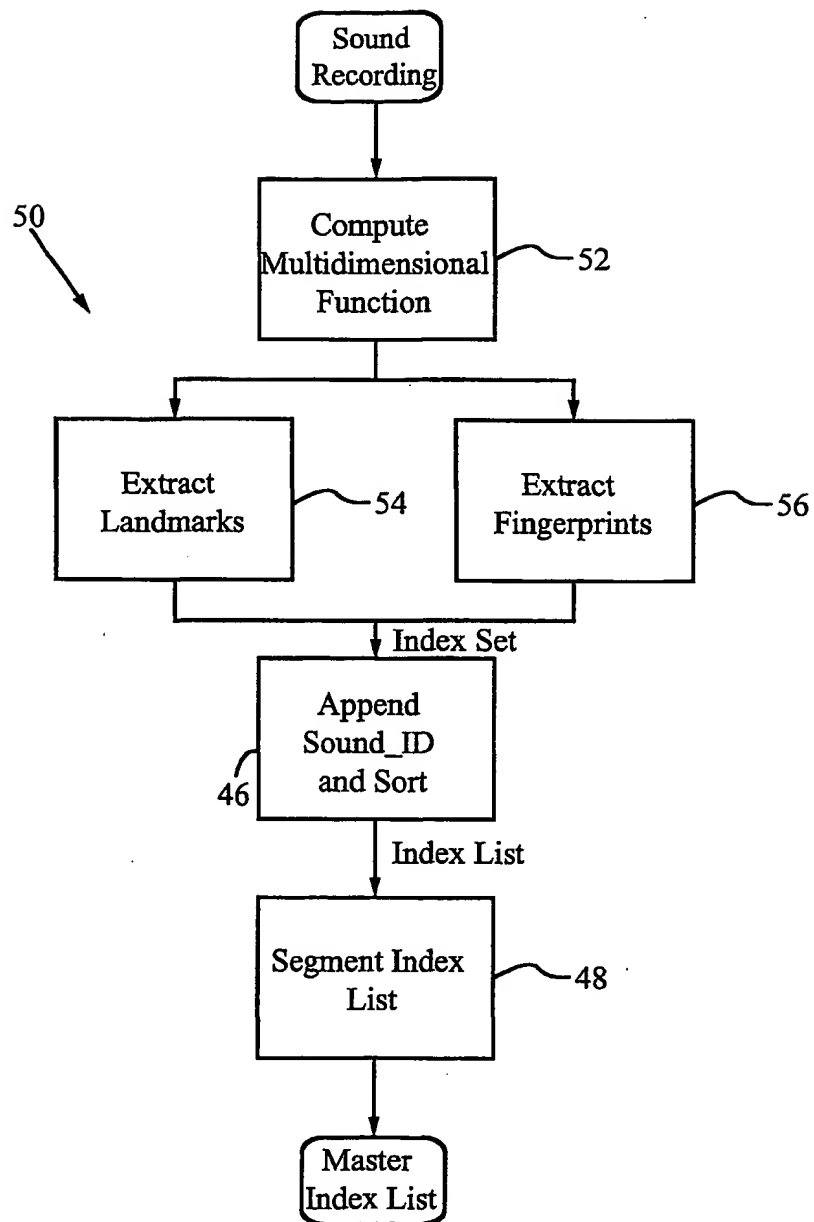 Sound
Recording
50
Compute
Multidimensional
Function
52
Extract
Landmarks
54
Extract
Fingerprints
56
Index Set
Append
Sound_ID
and Sort
46
Index List
Segment Index
List
48
Master
Index List